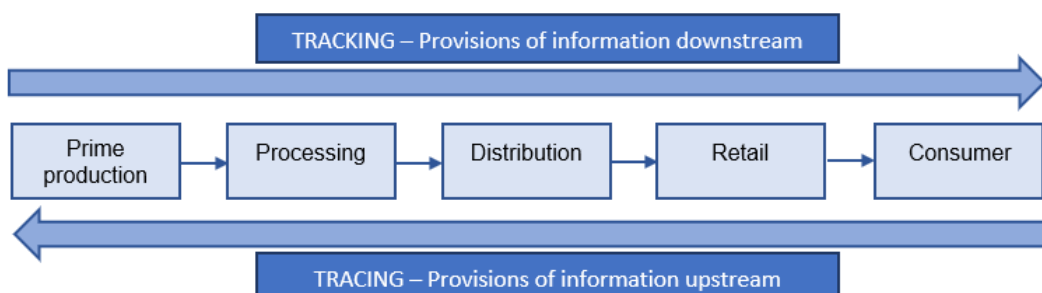 TRACKING – Provisions of information downstream
Prime
production
Processing
Distribution
Retail
Consumer
TRACING – Provisions of information upstream